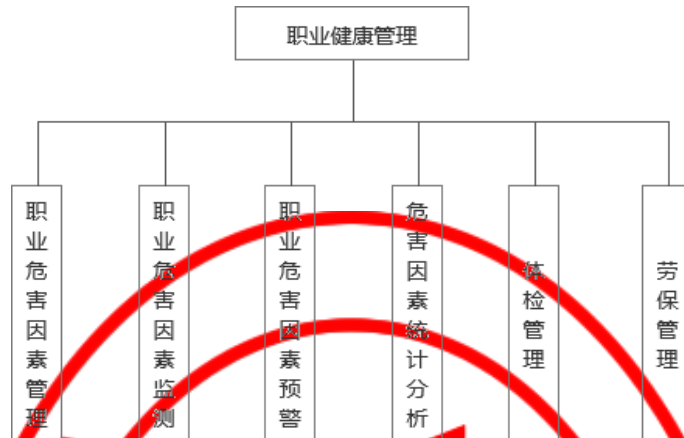 职业健康管理
职业危害因素管理
职业危害因素监测
职业危害因素预警
危害因素统计分析
体检管理
劳保管理